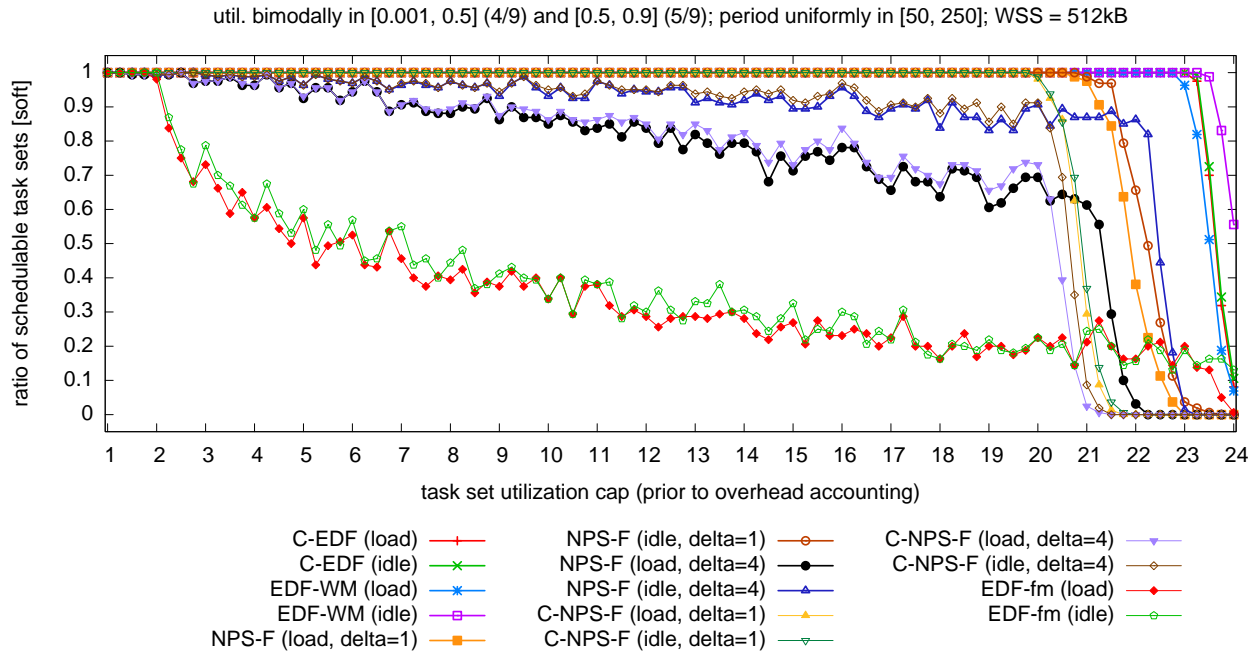 util. bimodally in [0.001, 0.5] (4/9) and [0.5, 0.9] (5/9); period uniformly in [50, 250]; WSS = 512kB
ratio of schedulable task sets [soft]
1
0.9
0.8
0.7
0.6
0.5
0.4
0.3
0.2
0.1
0
1 2 3 4 5 6 7 8 9 10 11 12 13 14 15 16 17 18 19 20 21 22 23 24
task set utilization cap (prior to overhead accounting)
C-EDF (load)
C-EDF (idle)
EDF-WM (load)
EDF-WM (idle)
NPS-F (load, delta=1)
NPS-F (idle, delta=1)
NPS-F (load, delta=4)
NPS-F (idle, delta=4)
C-NPS-F (load, delta=1)
C-NPS-F (idle, delta=1)
C-NPS-F (load, delta=4)
C-NPS-F (idle, delta=4)
EDF-fm (load)
EDF-fm (idle)